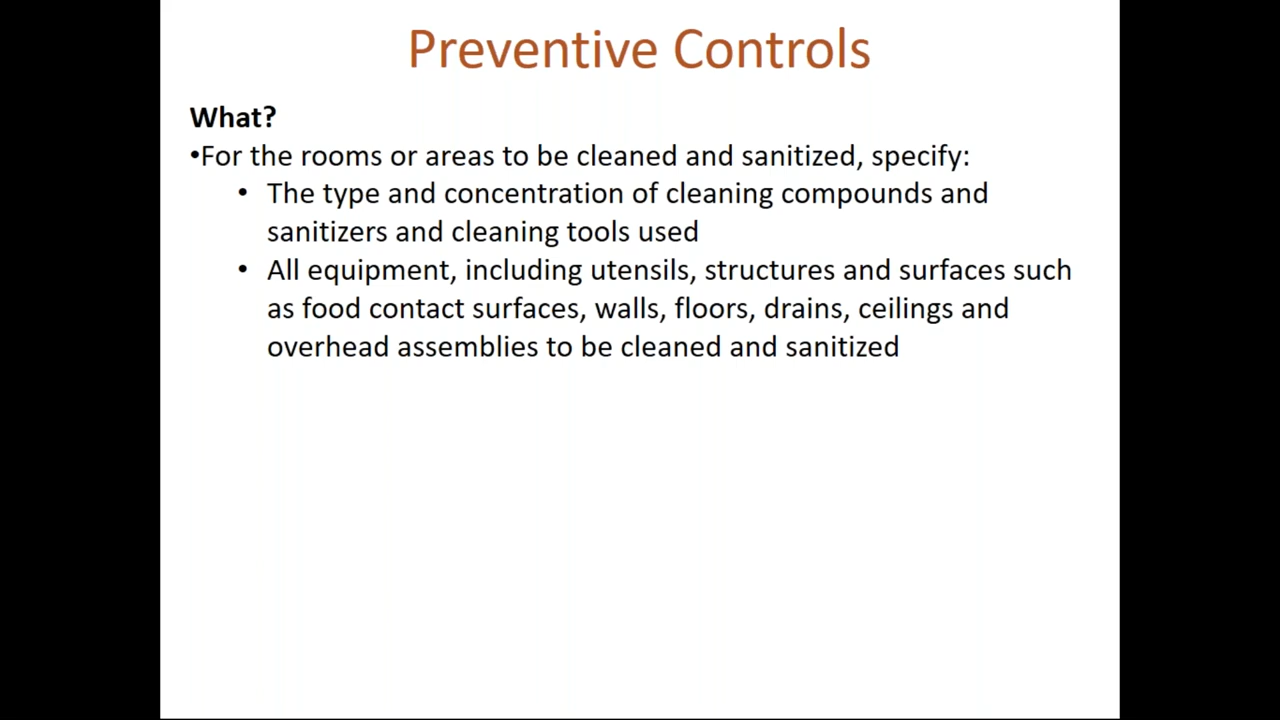 Preventive Controls
What?
•For the rooms or areas to be cleaned and sanitized, specify:
• The type and concentration of cleaning compounds and
sanitizers and cleaning tools used
• All equipment, including utensils, structures and surfaces such
as food contact surfaces, walls, floors, drains, ceilings and
overhead assemblies to be cleaned and sanitized